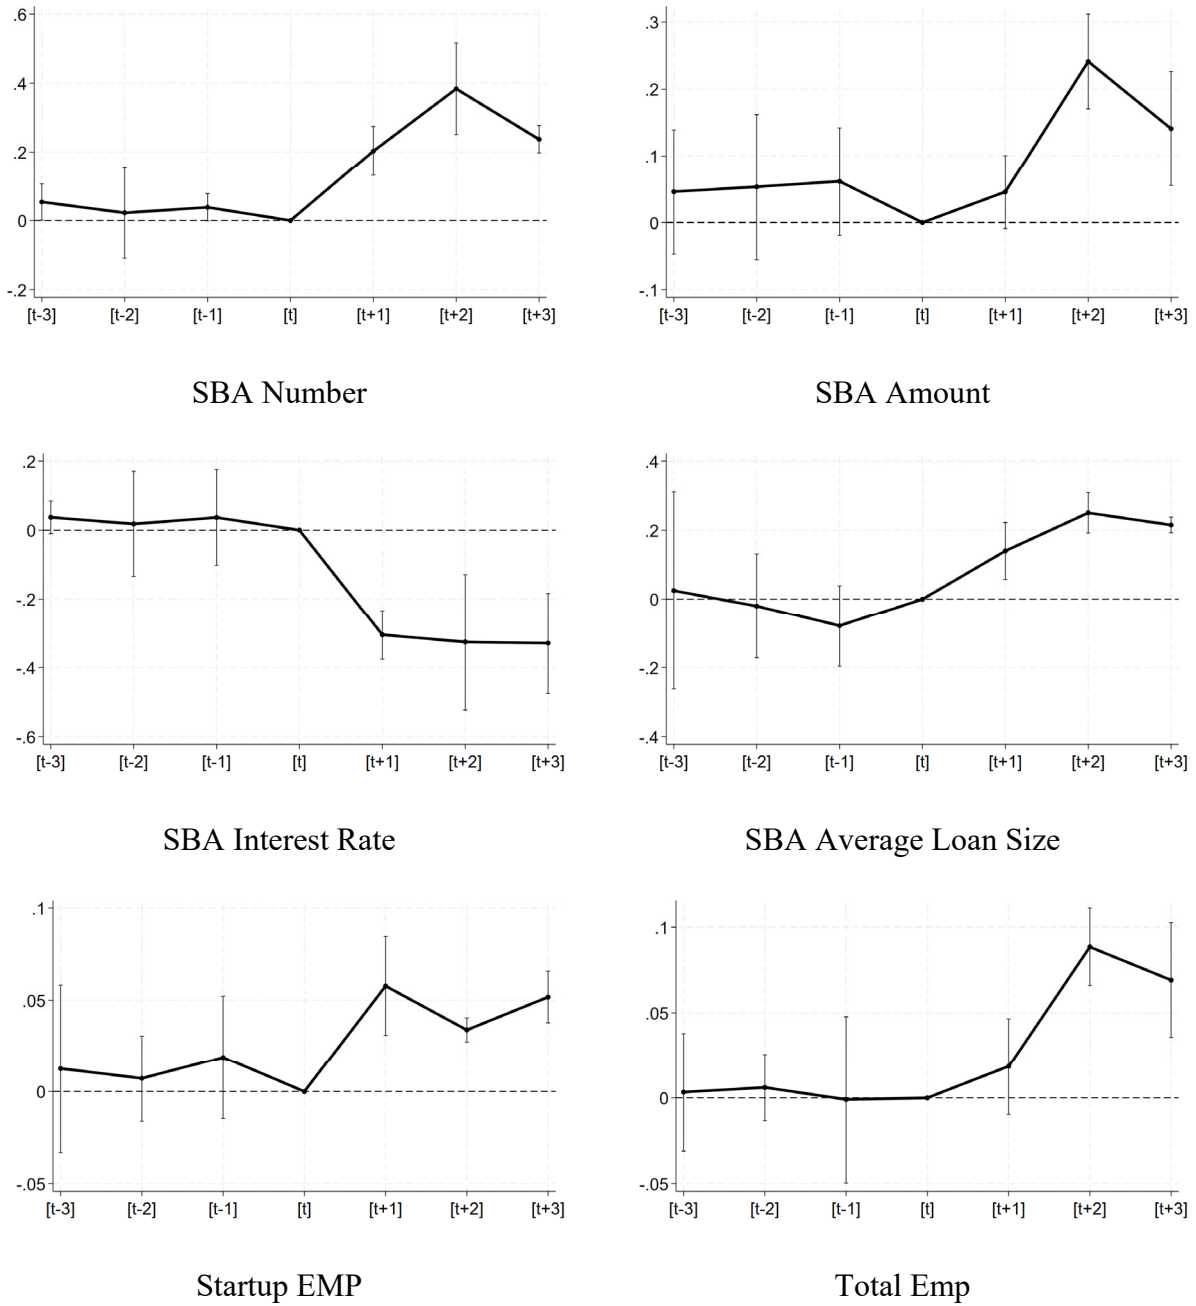 .6
.4
.2
0
-.2
[t-3] [t-2] [t-1] [t] [t+1] [t+2] [t+3]
SBA Number
.3
.2
.1
0
-.1
[t-3] [t-2] [t-1] [t] [t+1] [t+2] [t+3]
SBA Amount
.2
0
-.2
-.4
-.6
[t-3] [t-2] [t-1] [t] [t+1] [t+2] [t+3]
SBA Interest Rate
.4
.2
0
-.2
-.4
[t-3] [t-2] [t-1] [t] [t+1] [t+2] [t+3]
SBA Average Loan Size
.1
.05
0
-.05
[t-3] [t-2] [t-1] [t] [t+1] [t+2] [t+3]
Startup EMP
.1
.05
0
-.05
[t-3] [t-2] [t-1] [t] [t+1] [t+2] [t+3]
Total Emp